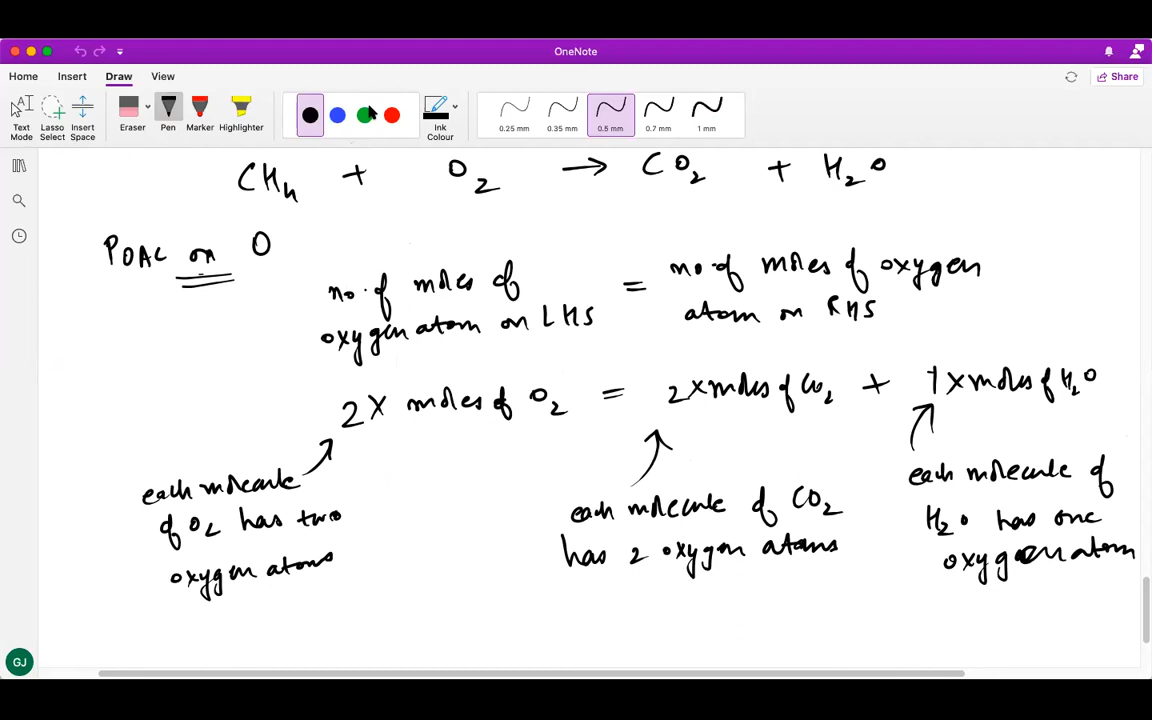 OneNote
Home Insert Draw View
Share
Text Mode
Lasso Select
Insert Space
Eraser
Pen
Marker
Highlighter
Ink Colour
0.25 mm
0.35 mm
0.5 mm
0.7 mm
1 mm
CH4 + O2 → CO2 + H2O
POAC on O
no. of moles of oxygen atom on LHS = no. of moles of oxygen atom on RHS
2 X moles of O2 = 2 X moles of CO2 + 1 X moles of H2O
each molecule
of O2 has two
oxygen atoms
each molecule of CO2
has 2 oxygen atoms
each molecule of
H2O has one
oxygen atom
GJ